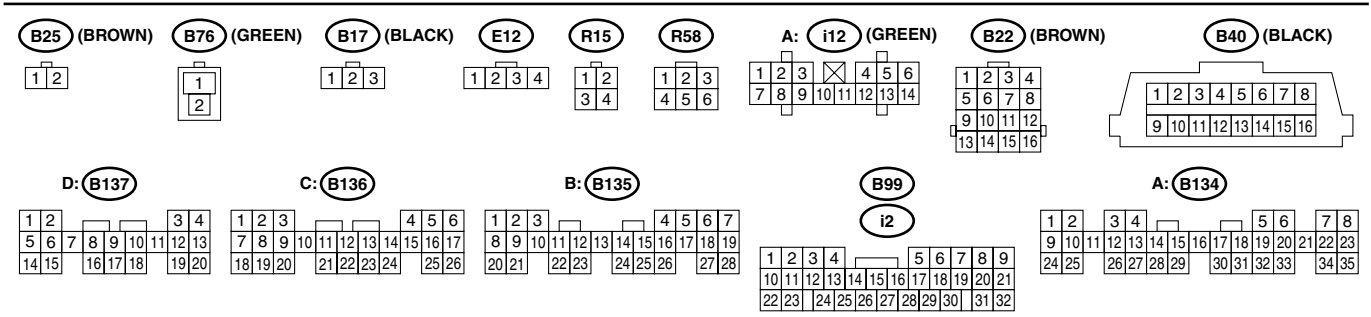 B25 (BROWN) B76 (GREEN) B17 (BLACK) E12 R15 R58 A: i12 (GREEN) B22 (BROWN) B40 (BLACK)
1 2
1
2
1 2 3
1 2 3 4
1 2
3 4
1 2 3
4 5 6
1 2 3 4 5 6
7 8 9 10 11 12 13 14
1 2 3 4
5 6 7 8
9 10 11 12
13 14 15 16
1 2 3 4 5 6 7 8
9 10 11 12 13 14 15 16
D: B137 C: B136 B: B135 B99 A: B134
i2
1 2 3 4
5 6 7 8 9 10 11 12 13
14 15 16 17 18 19 20
1 2 3 4 5 6
7 8 9 10 11 12 13 14 15 16 17
18 19 20 21 22 23 24 25 26
1 2 3 4 5 6 7
8 9 10 11 12 13 14 15 16 17 18 19
20 21 22 23 24 25 26 27 28
1 2 3 4 5 6 7 8 9
10 11 12 13 14 15 16 17 18 19 20 21
22 23 24 25 26 27 28 29 30 31 32
1 2 3 4 5 6 7 8
9 10 11 12 13 14 15 16 17 18 19 20 21 22 23
24 25 26 27 28 29 30 31 32 33 34 35